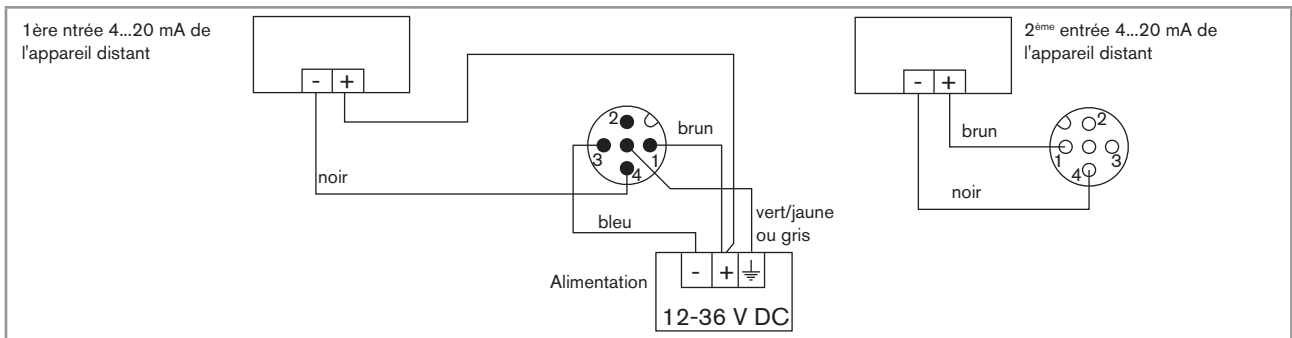 1ère ntrée 4...20 mA de
l'appareil distant
- +
2
3
1
4
brun
noir
bleu
vert/jaune
ou gris
Alimentation
- +
12-36 V DC
2ème entrée 4...20 mA de
l'appareil distant
- +
brun
noir
2
1
3
4